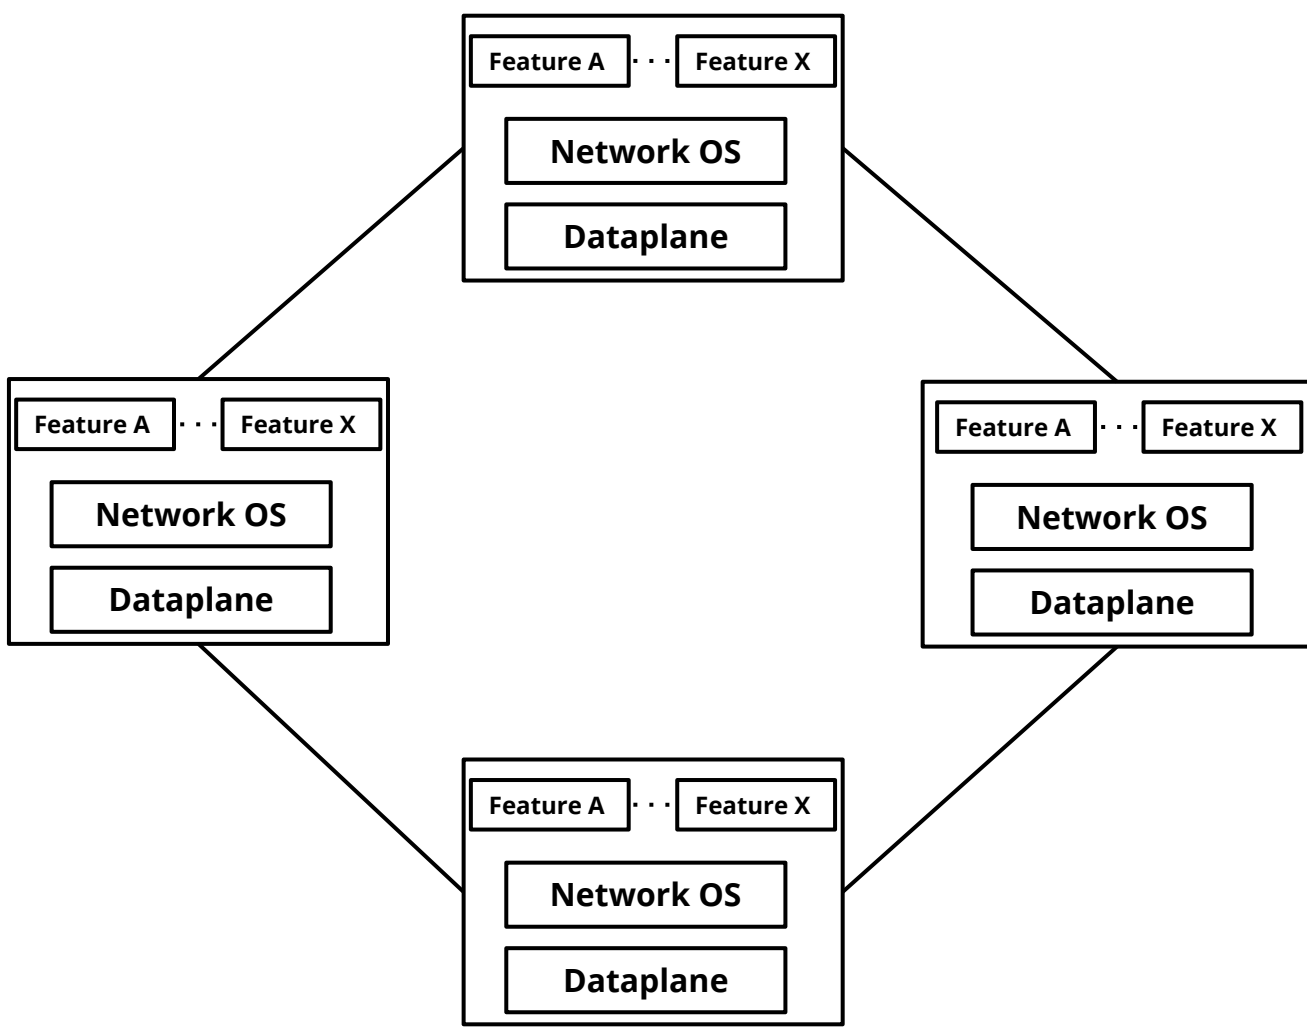 Feature A . . . Feature X
Network OS
Dataplane
Feature A . . . Feature X
Network OS
Dataplane
Feature A . . . Feature X
Network OS
Dataplane
Feature A . . . Feature X
Network OS
Dataplane